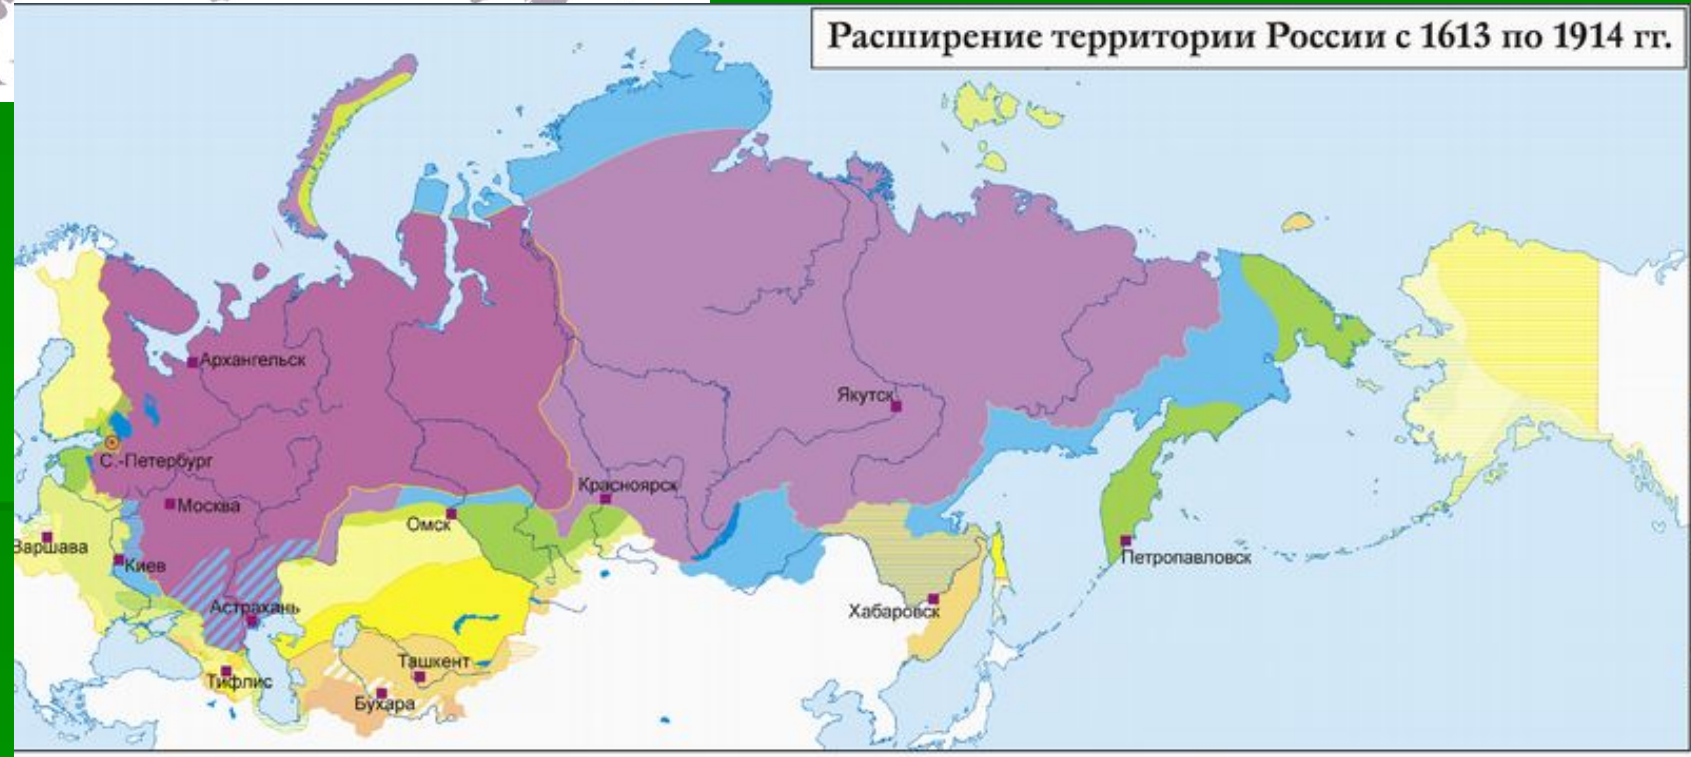 Расширение территории России с 1613 по 1914 гг.
Архангельск
Якутск
С.-Петербург
Красноярск
Москва
Омск
Варшава
Киев
Петропавловск
Астрахань
Хабаровск
Ташкент
Тифлис
Бухара